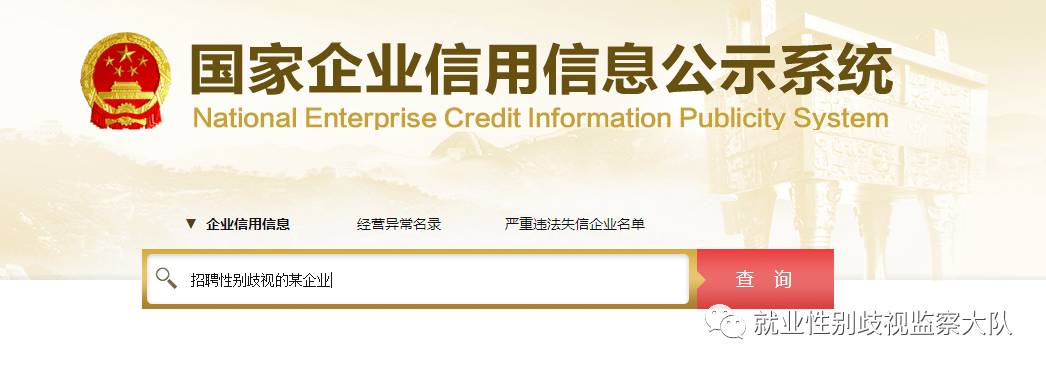 国家企业信用信息公示系统
National Enterprise Credit Information Publicity System
▼ 企业信用信息 经营异常名录 严重违法失信企业名单
招聘性别歧视的某企业 查 询
就业性别歧视监察大队